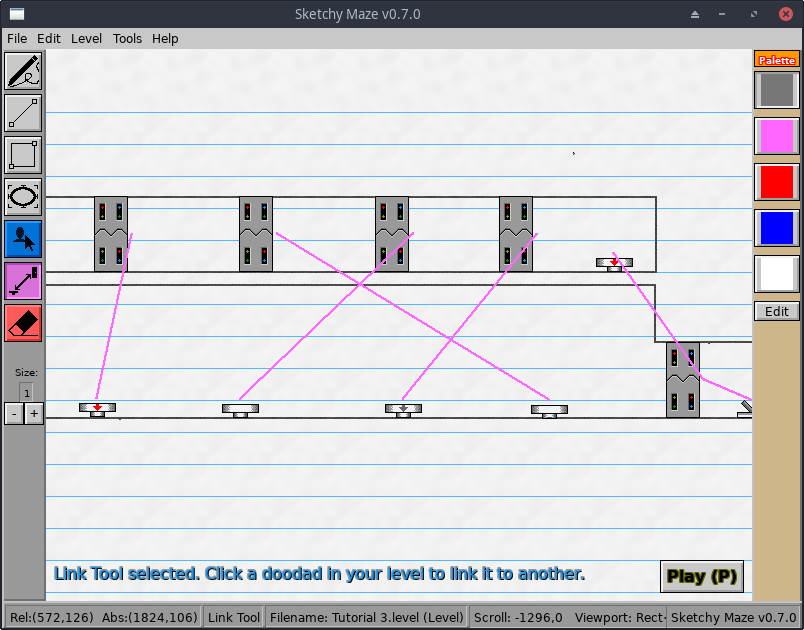 Sketchy Maze v0.7.0
File Edit Level Tools Help
Palette
Edit
Size:
1
- +
Link Tool selected. Click a doodad in your level to link it to another.
Play (P)
Rel:(572,126) Abs:(1824,106) Link Tool Filename: Tutorial 3.level (Level) Scroll: -1296,0 Viewport: Rect Sketchy Maze v0.7.0